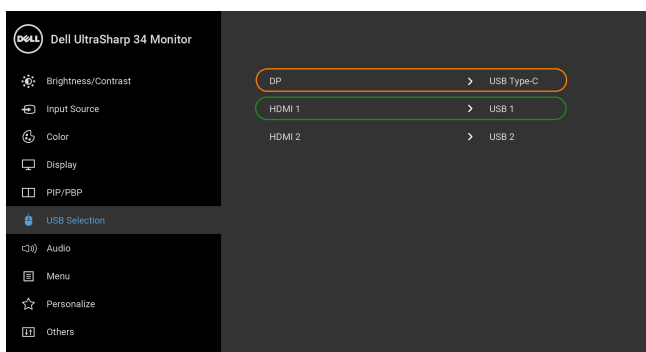 DELL Dell UltraSharp 34 Monitor
Brightness/Contrast
Input Source
Color
Display
PIP/PBP
USB Selection
Audio
Menu
Personalize
Others
DP > USB Type-C
HDMI 1 > USB 1
HDMI 2 > USB 2